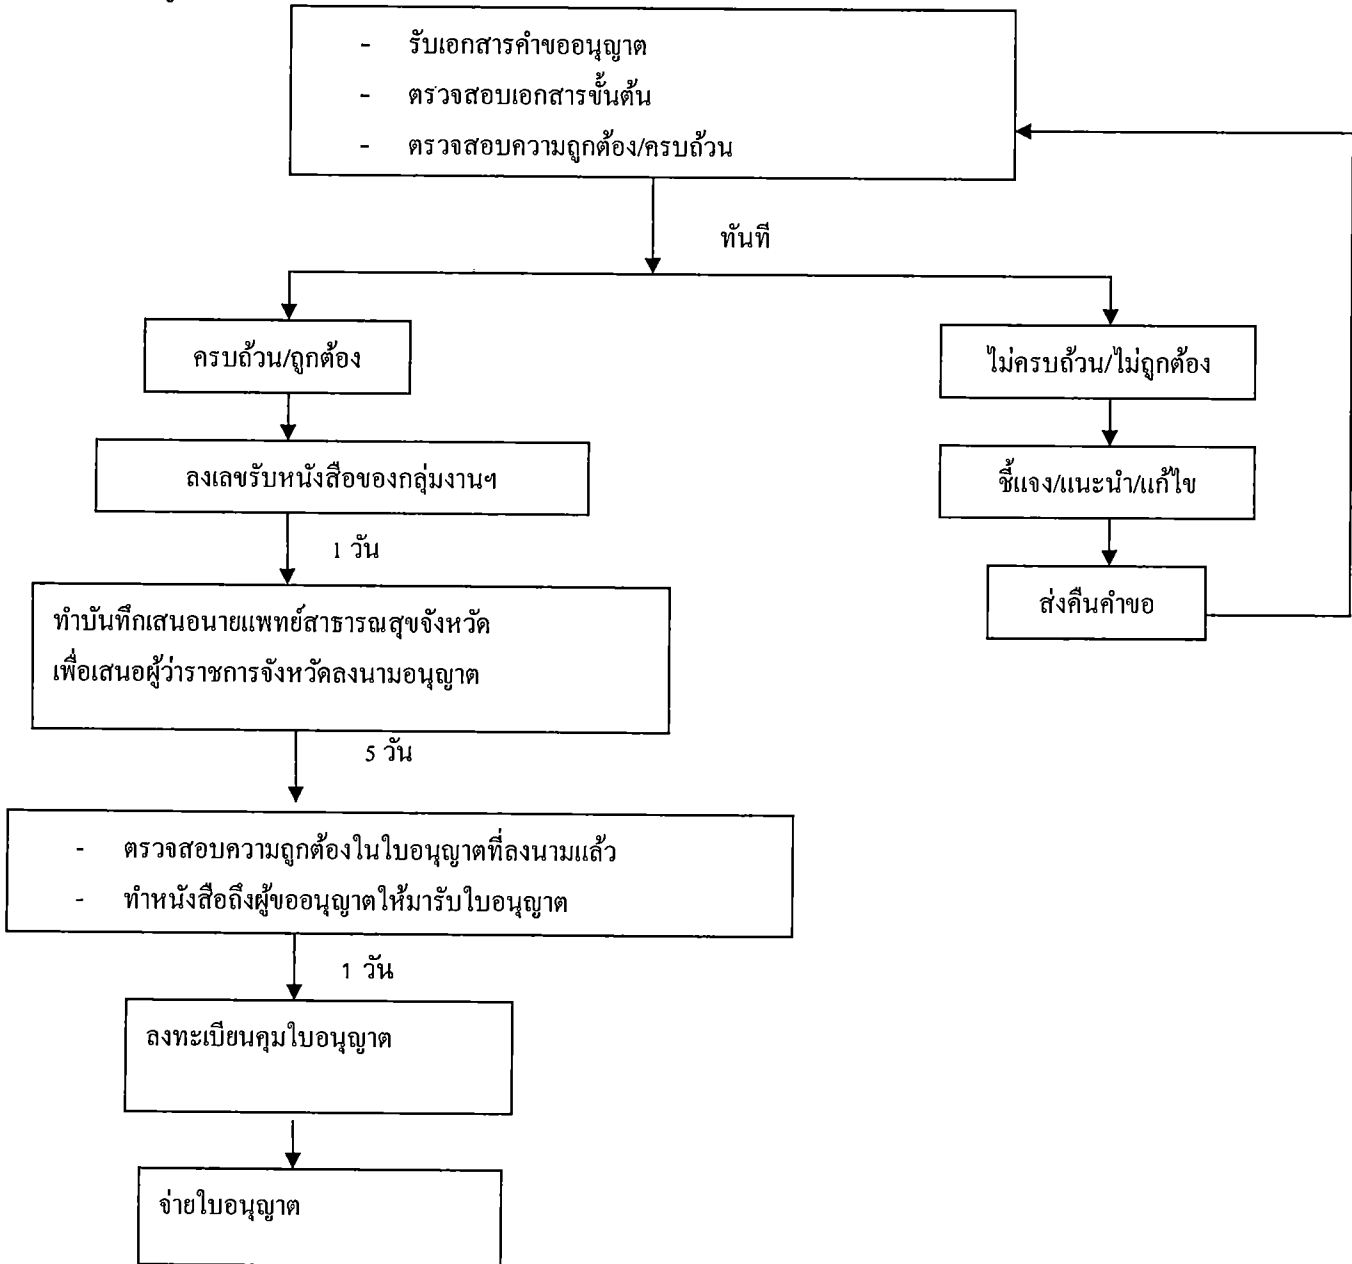 - รับเอกสารคำขออนุญาต
- ตรวจสอบเอกสารขั้นต้น
- ตรวจสอบความถูกต้อง/ครบถ้วน
ทันที
ครบถ้วน/ถูกต้อง
ไม่ครบถ้วน/ไม่ถูกต้อง
ลงเลขรับหนังสือของกลุ่มงานฯ
ชี้แจง/แนะนำ/แก้ไข
1 วัน
ส่งคืนคำขอ
ทำบันทึกเสนอนายแพทย์สาธารณสุขจังหวัด
เพื่อเสนอผู้ว่าราชการจังหวัดลงนามอนุญาต
5 วัน
- ตรวจสอบความถูกต้องในใบอนุญาตที่ลงนามแล้ว
- ทำหนังสือถึงผู้ขออนุญาตให้มารับใบอนุญาต
1 วัน
ลงทะเบียนคุมใบอนุญาต
จ่ายใบอนุญาต